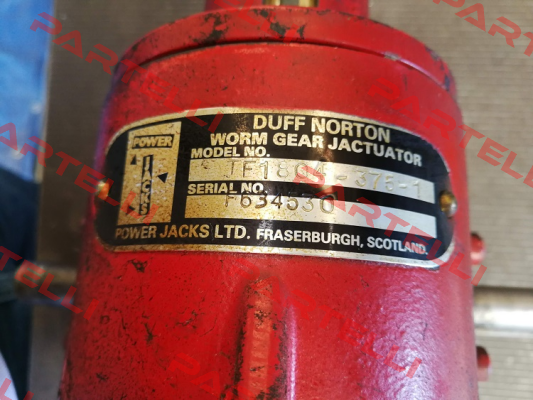 DUFF NORTON
WORM GEAR JACTUATOR
MODEL NO.
SERIAL NO.
F634530
POWER
JACKS
POWER JACKS LTD. FRASERBURGH, SCOTLAND.
PARTELLI